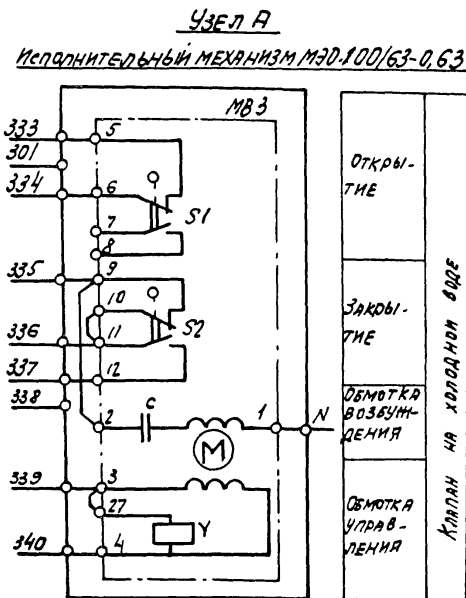 УЗЕЛ А
ИСПОЛНИТЕЛЬНЫЙ МЕХАНИЗМ МЭО-100/63-0,63
МВ3
333
5
301
334
6
S1
7
8
335
9
10
S2
336
11
337
12
338
2
C
1
N
М
339
3
27
Y
340
4
ОТКРЫ-
ТИЕ
ЗАКРЫ-
ТИЕ
ОБМОТКА
ВОЗБУЖ-
ДЕНИЯ
ОБМОТКА
УПРАВ-
ЛЕНИЯ
КЛАПАН НА ХОЛОДНОЙ ВОДЕ